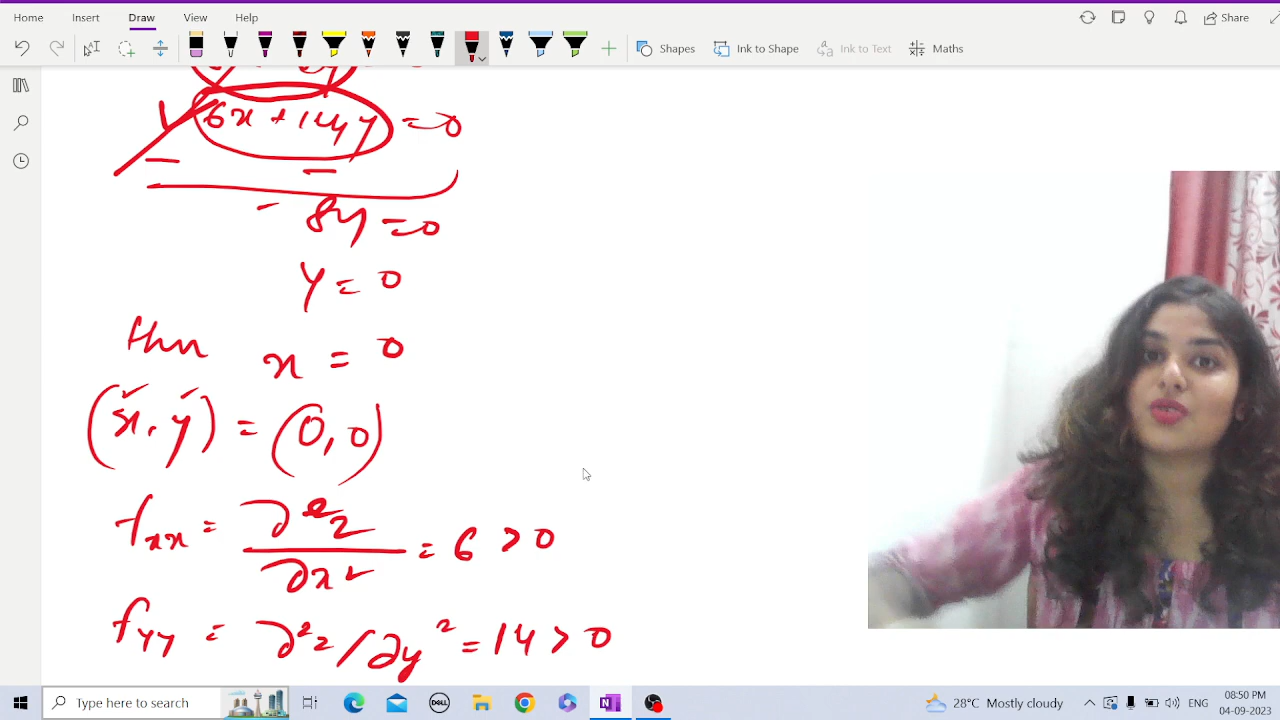 Home Insert Draw View Help Share
Shapes Ink to Shape Ink to Text Maths
6x + 14y = 0
- 8y = 0
y = 0
then x = 0
(x, y) = (0, 0)
fxx = ∂²z / ∂x² = 6 > 0
fyy = ∂²z / ∂y² = 14 > 0
Type here to search
DELL
28°C Mostly cloudy
ENG
8:50 PM
04-09-2023